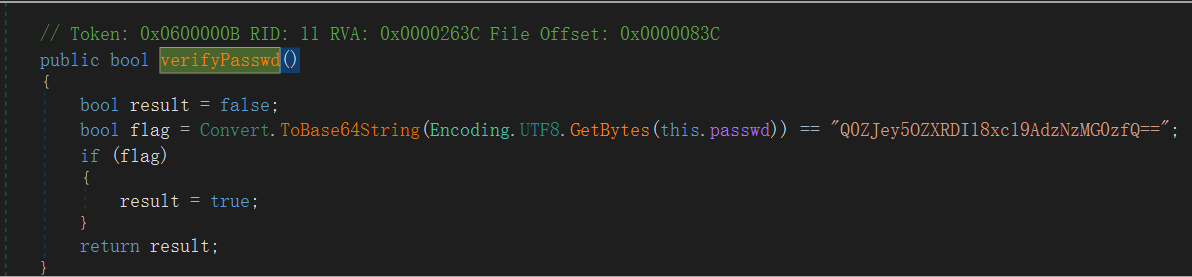 // Token: 0x0600000B RID: 11 RVA: 0x0000263C File Offset: 0x0000083C
public bool verifyPasswd()
{
bool result = false;
bool flag = Convert.ToBase64String(Encoding.UTF8.GetBytes(this.passwd)) == "Q0ZJey5OZXRDI18xc19AdzNzMG0zfQ==";
if (flag)
{
result = true;
}
return result;
}